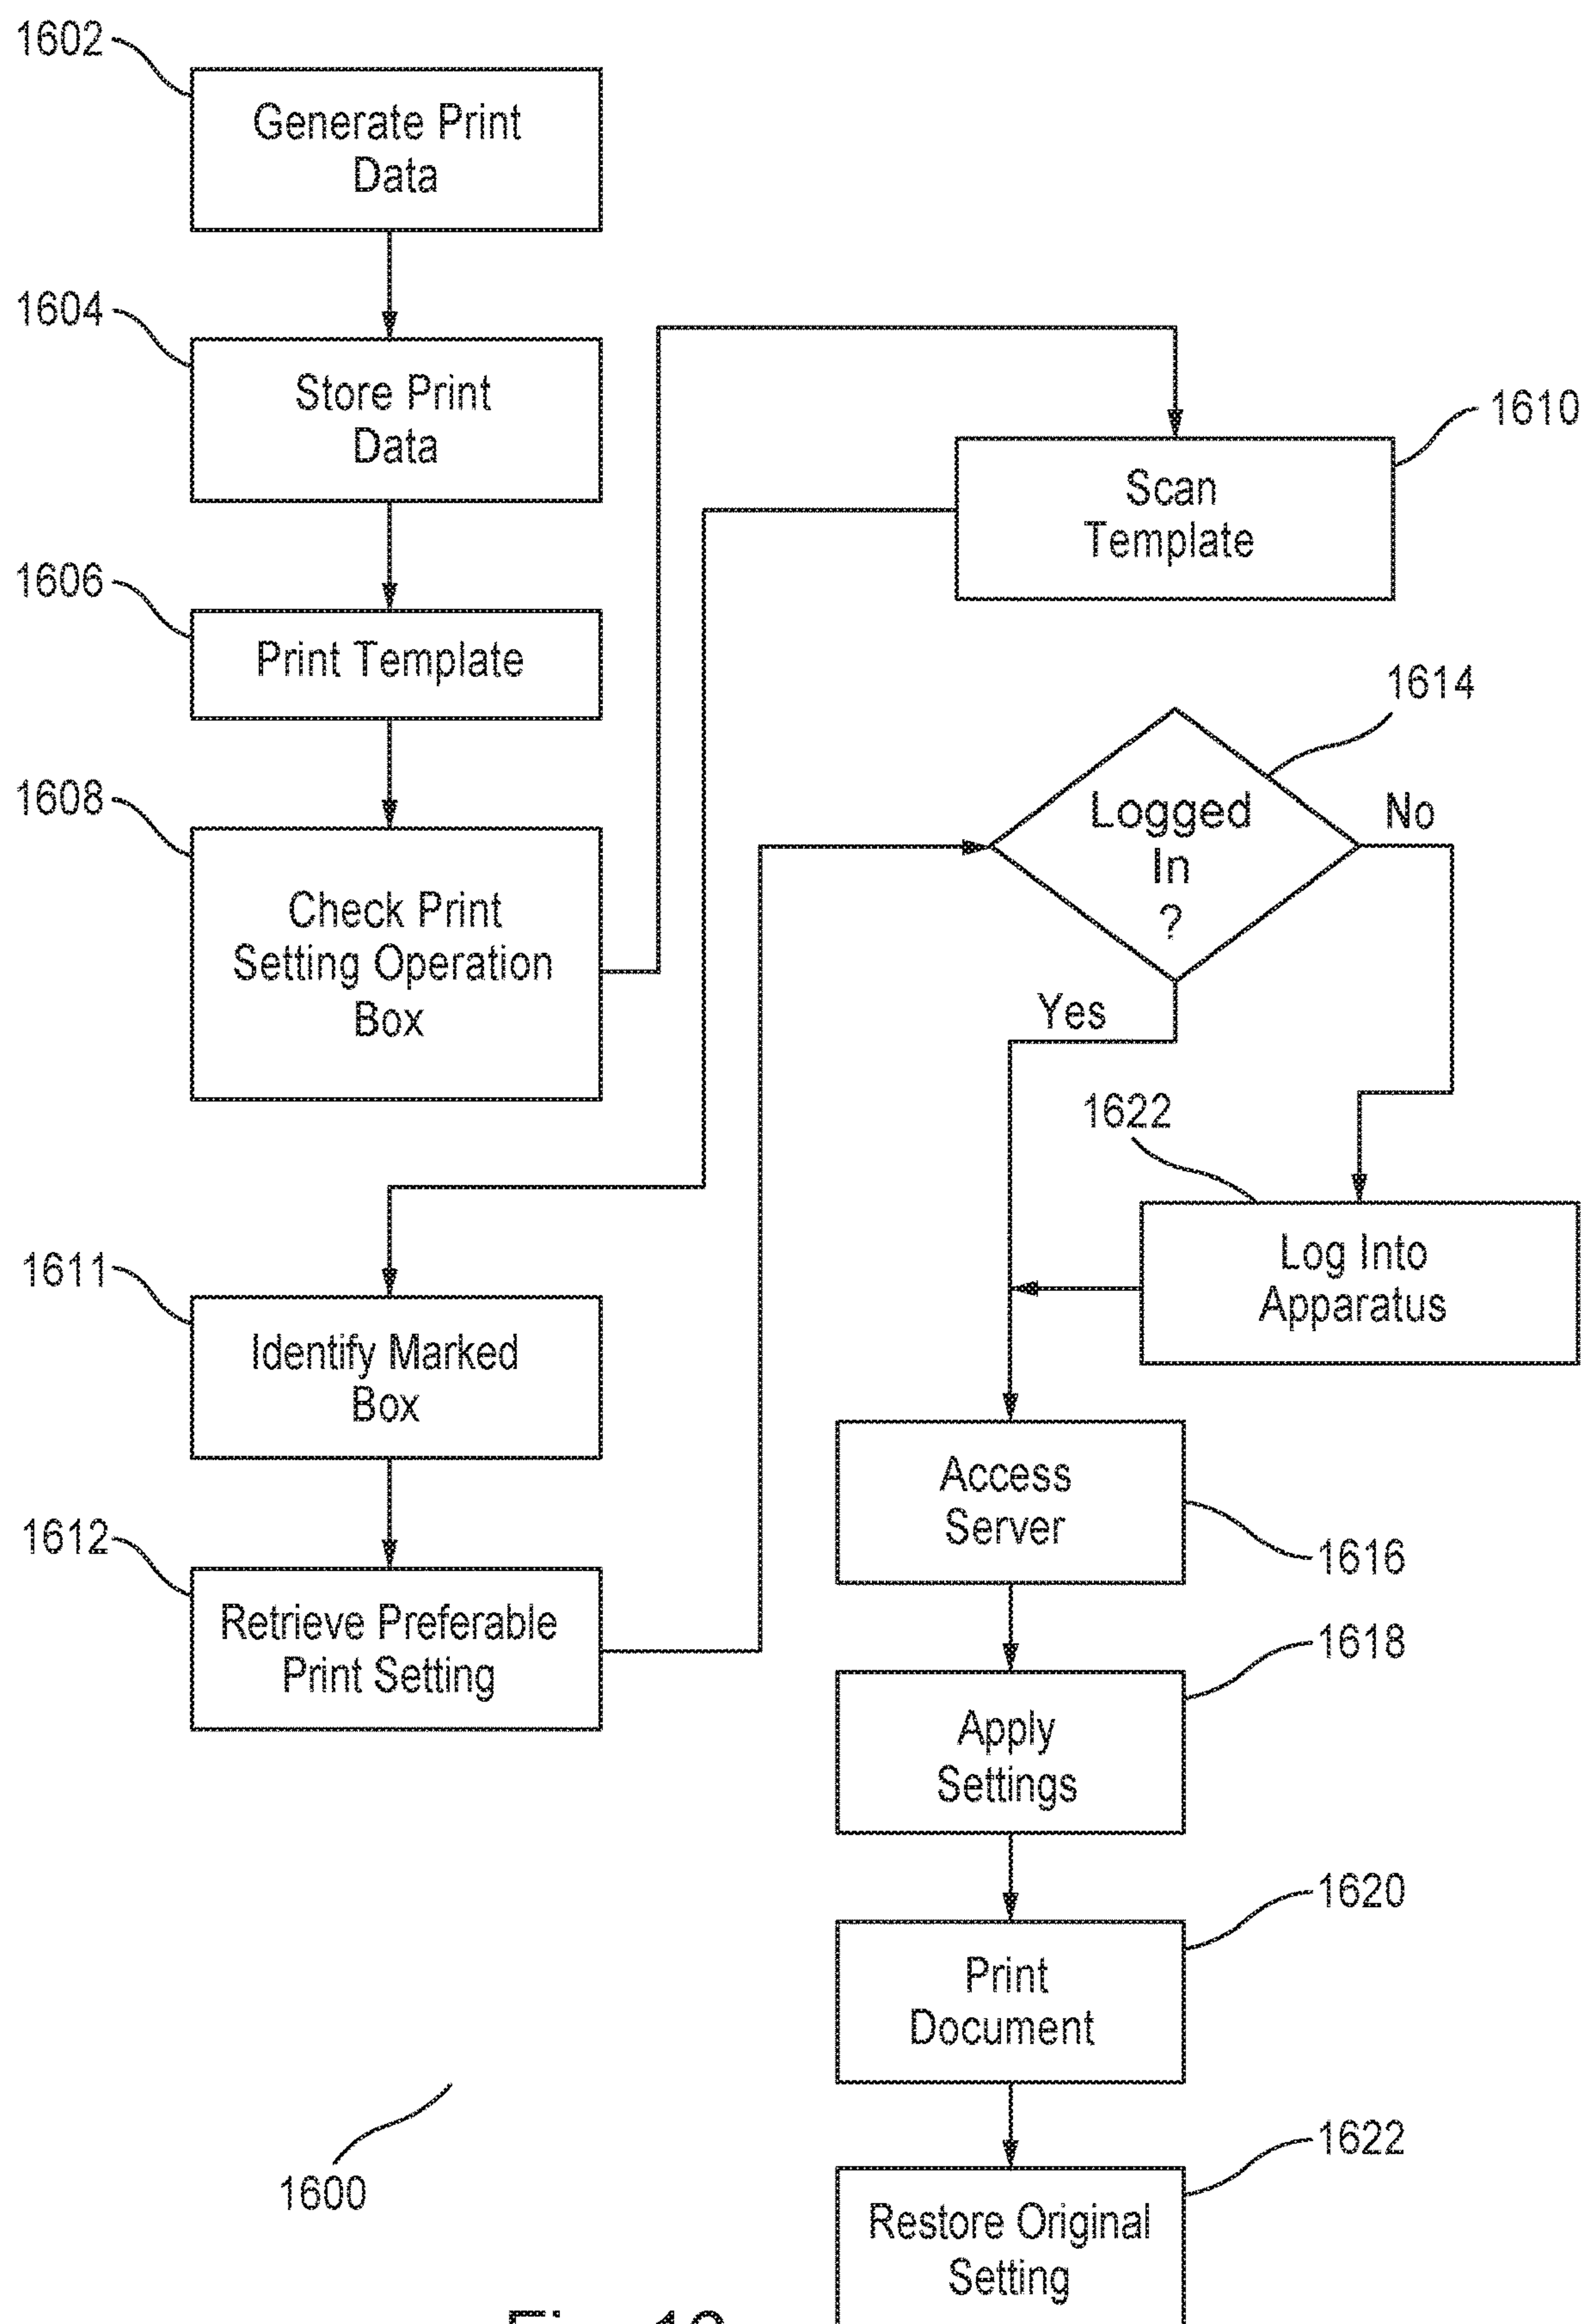 1602
Generate Print
Data
1604
Store Print
Data
1606
Print Template
1608
Check Print
Setting Operation
Box
1610
Scan
Template
1611
Identify Marked
Box
1612
Retrieve Preferable
Print Setting
1614
Logged
In
?
No
Yes
1622
Log Into
Apparatus
Access
Server
1616
Apply
Settings
1618
Print
Document
1620
Restore Original
Setting
1622
1600